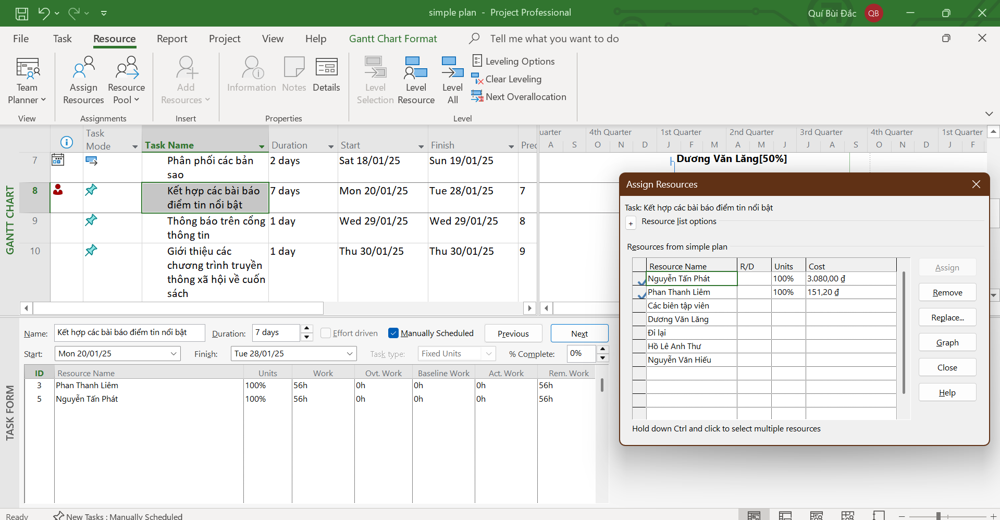 simple plan - Project Professional
Quí Bùi Đắc
QB
File Task Resource Report Project View Help Gantt Chart Format Tell me what you want to do
Team Planner
View
Assign Resources
Resource Pool
Assignments
Add Resources
Insert
Information
Notes
Details
Properties
Level Selection
Level Resource
Level All
Leveling Options
Clear Leveling
Next Overallocation
Level
GANTT CHART
Task Mode
Task Name
Duration
Start
Finish
Pred
7 Phân phối các bản sao 2 days Sat 18/01/25 Sun 19/01/25
8 Kết hợp các bài báo điểm tin nổi bật 7 days Mon 20/01/25 Tue 28/01/25 7
9 Thông báo trên cổng thông tin 1 day Wed 29/01/25 Wed 29/01/25 8
10 Giới thiệu các chương trình truyền thông xã hội về cuốn sách 1 day Thu 30/01/25 Thu 30/01/25 9
uarter 4th Quarter 1st Quarter 2nd Quarter 3rd Quarter 4th Quarter 1st Quarter
A S O N D J F M A M J J A S O N D J F
Dương Văn Lăng[50%]
Assign Resources
Task: Kết hợp các bài báo điểm tin nổi bật
+ Resource list options
Resources from simple plan
Resource Name R/D Units Cost
Nguyễn Tấn Phát 100% 3.080,00 ₫
Phan Thanh Liêm 100% 151,20 ₫
Các biên tập viên
Dương Văn Lăng
Đi lại
Hồ Lê Anh Thư
Nguyễn Văn Hiếu
Assign
Remove
Replace...
Graph
Close
Help
Hold down Ctrl and click to select multiple resources
TASK FORM
Name: Kết hợp các bài báo điểm tin nổi bật Duration: 7 days Effort driven Manually Scheduled Previous Next
Start: Mon 20/01/25 Finish: Tue 28/01/25 Task type: Fixed Units % Complete: 0%
ID Resource Name Units Work Ovt. Work Baseline Work Act. Work Rem. Work
3 Phan Thanh Liêm 100% 56h 0h 0h 0h 56h
5 Nguyễn Tấn Phát 100% 56h 0h 0h 0h 56h
Ready New Tasks : Manually Scheduled